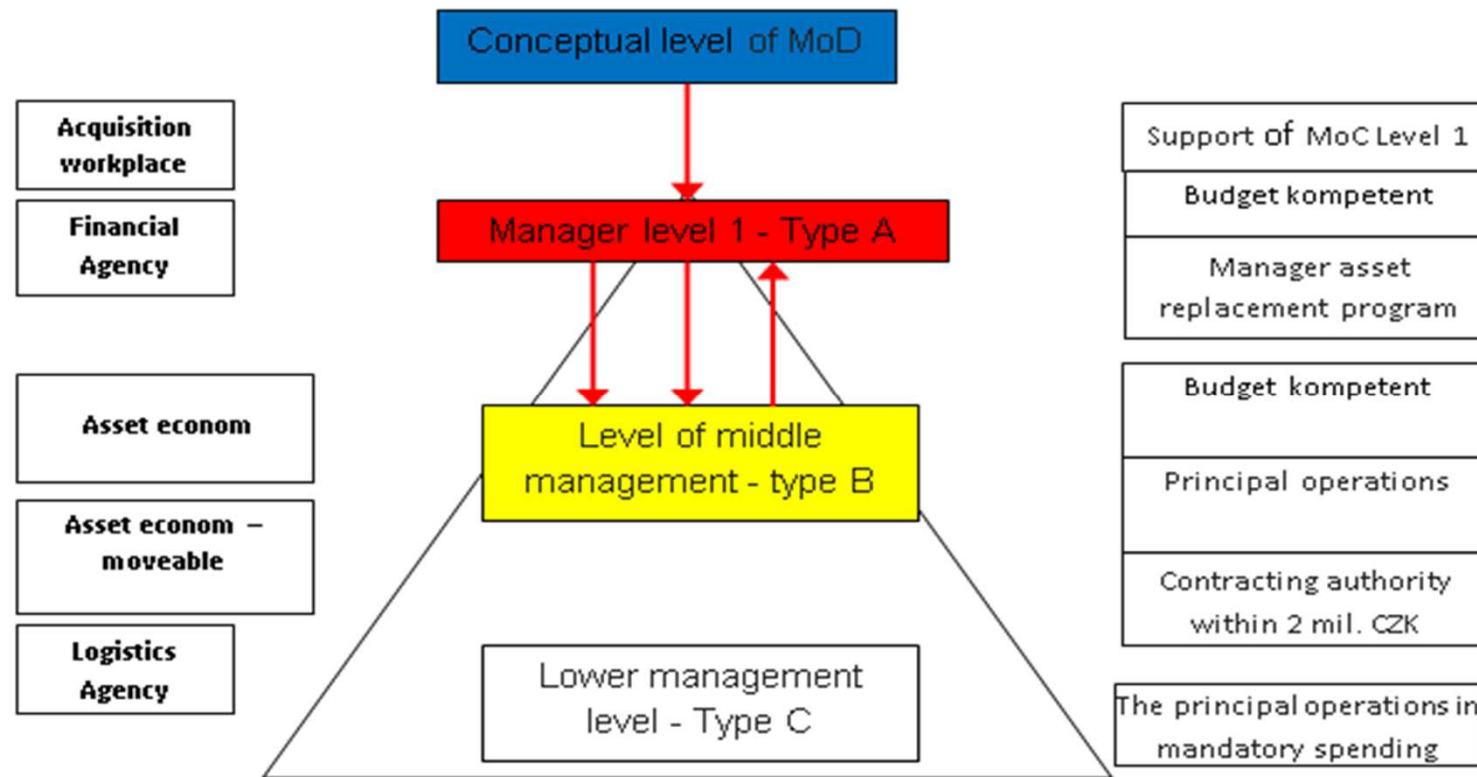 Conceptual level of MoD
Acquisition
workplace
Financial
Agency
Asset econom
Asset econom –
moveable
Logistics
Agency
Manager level 1 - Type A
Level of middle
management - type B
Lower management
level - Type C
Support of MoC Level 1
Budget kompetent
Manager asset
replacement program
Budget kompetent
Principal operations
Contracting authority
within 2 mil. CZK
The principal operations in
mandatory spending